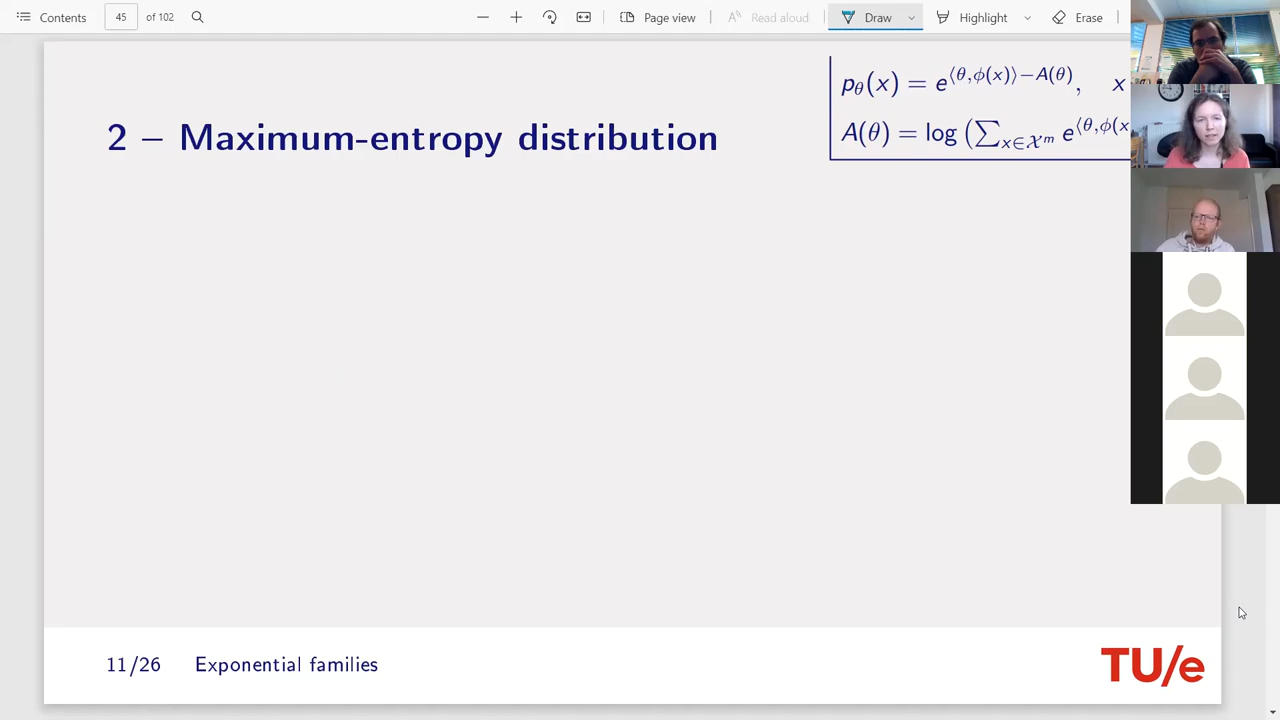 Contents 45 of 102 Page view Read aloud Draw Highlight Erase
p_θ(x) = e^{⟨θ,ϕ(x)⟩−A(θ)}, x
2 – Maximum-entropy distribution
A(θ) = log (∑_{x∈𝒳^m} e^{⟨θ,ϕ(x
11/26 Exponential families
TU/e